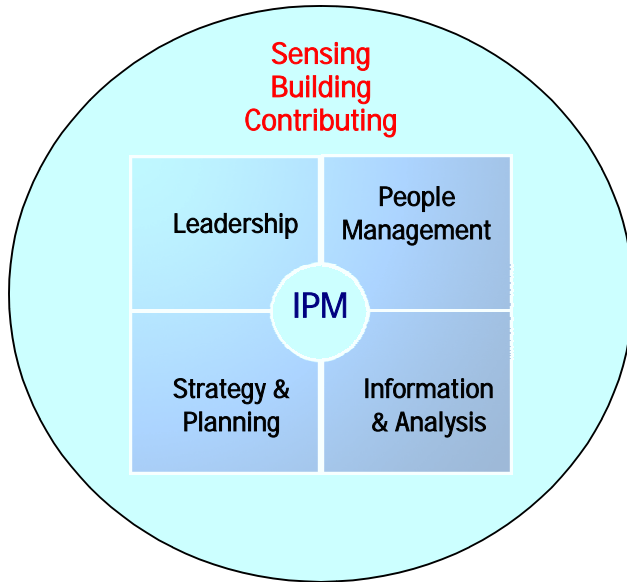 Sensing
Building
Contributing
Leadership
People
Management
IPM
Strategy &
Planning
Information
& Analysis